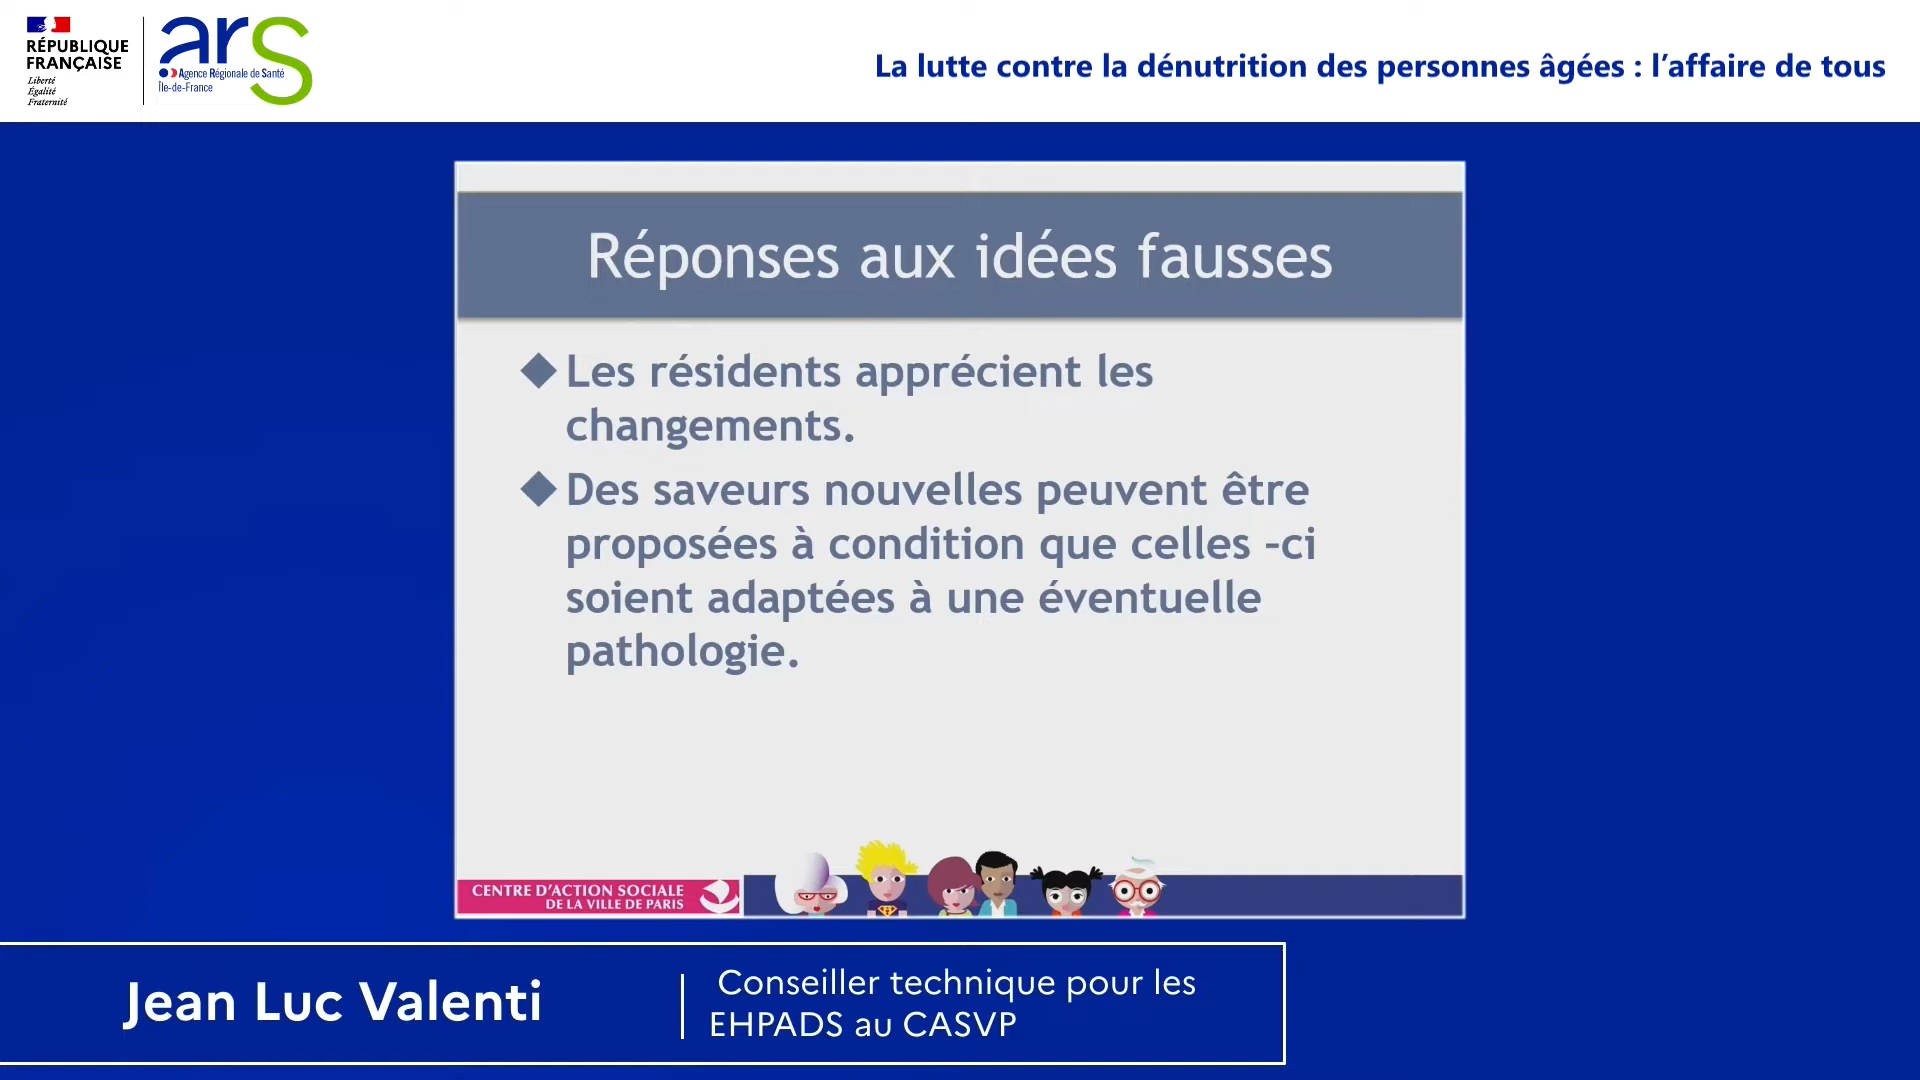 RÉPUBLIQUE
FRANÇAISE
Liberté
Égalité
Fraternité
ars
Agence Régionale de Santé
Île-de-France
La lutte contre la dénutrition des personnes âgées : l’affaire de tous
Réponses aux idées fausses
Les résidents apprécient les
changements.
Des saveurs nouvelles peuvent être
proposées à condition que celles -ci
soient adaptées à une éventuelle
pathologie.
CENTRE D'ACTION SOCIALE
DE LA VILLE DE PARIS
Jean Luc Valenti
Conseiller technique pour les
EHPADS au CASVP